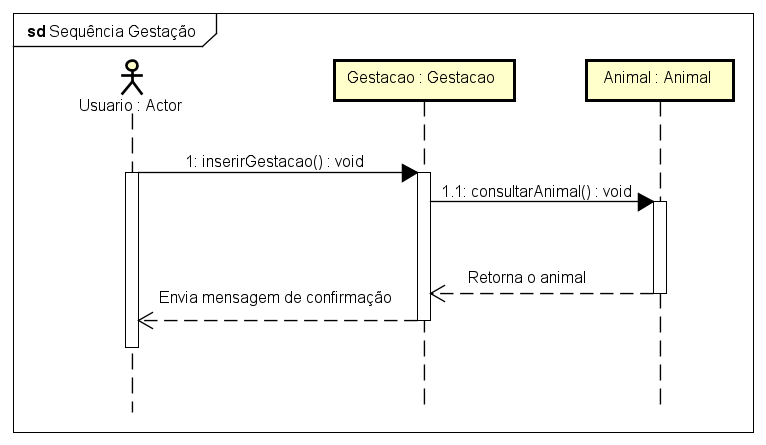 sd Sequência Gestação
Usuario : Actor
Gestacao : Gestacao
Animal : Animal
1: inserirGestacao() : void
1.1: consultarAnimal() : void
Retorna o animal
Envia mensagem de confirmação